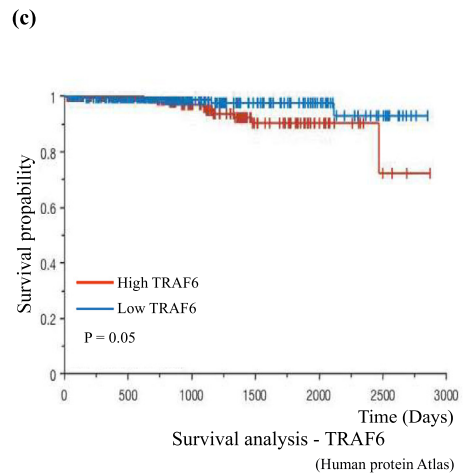 (c)
1
0.8
0.6
0.4
0.2
0
Survival propability
High TRAF6
Low TRAF6
P = 0.05
0 500 1000 1500 2000 2500 3000
Time (Days)
Survival analysis - TRAF6
(Human protein Atlas)